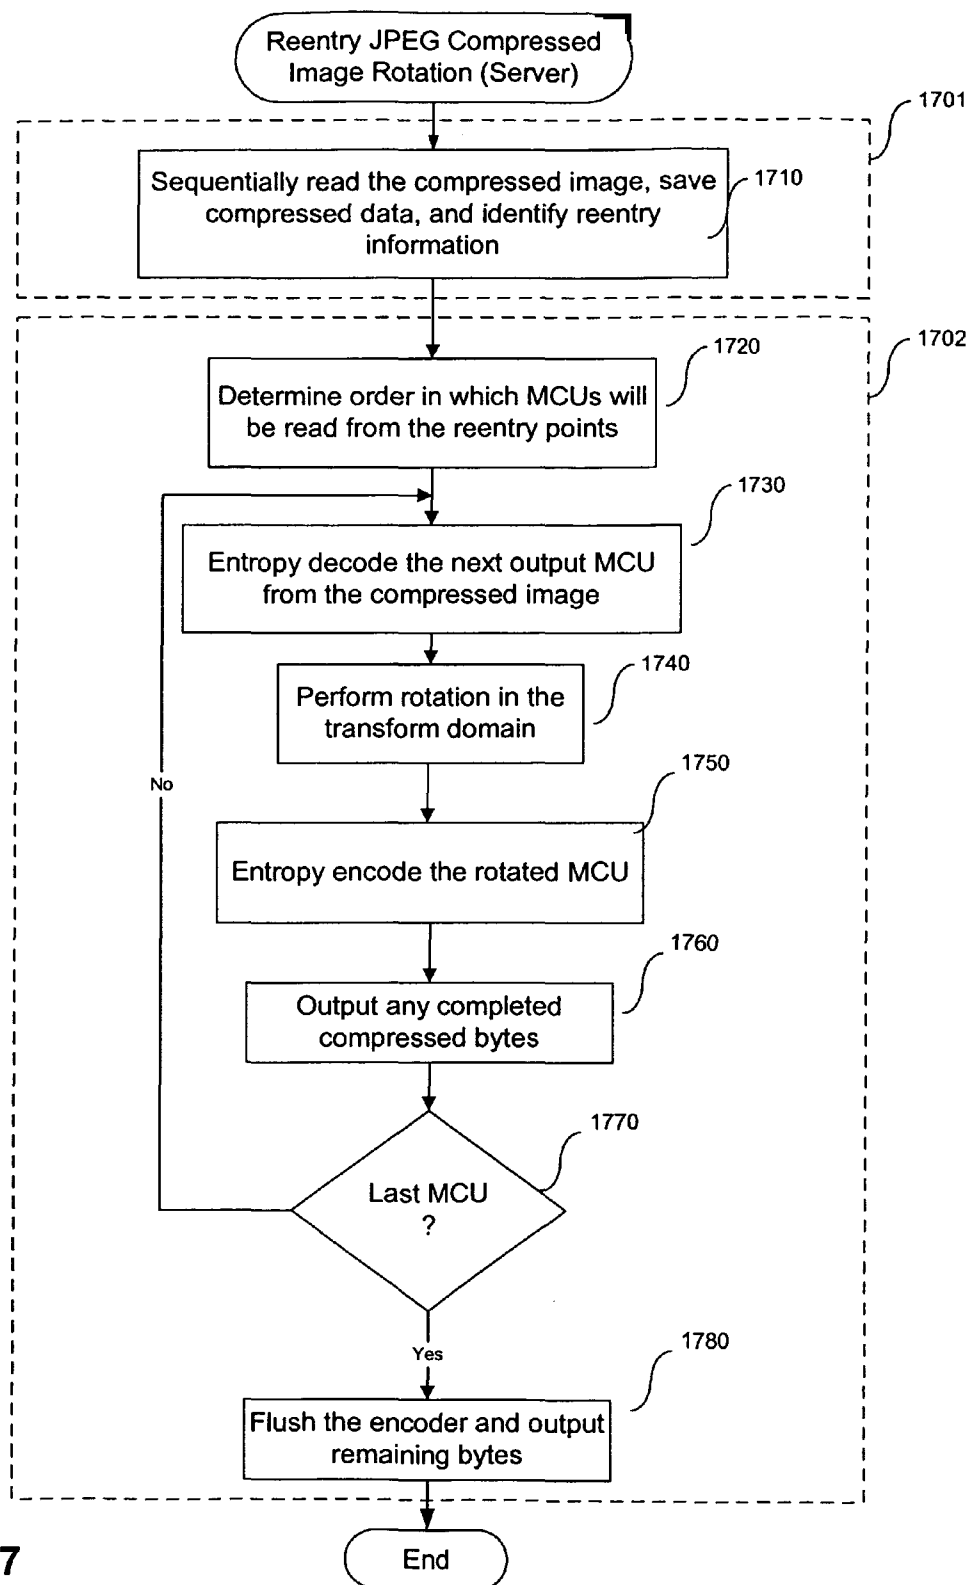 Reentry JPEG Compressed
Image Rotation (Server)
1701
Sequentially read the compressed image, save
compressed data, and identify reentry
information
1710
1702
1720
Determine order in which MCUs will
be read from the reentry points
1730
Entropy decode the next output MCU
from the compressed image
1740
Perform rotation in the
transform domain
No
1750
Entropy encode the rotated MCU
1760
Output any completed
compressed bytes
1770
Last MCU
?
Yes
1780
Flush the encoder and output
remaining bytes
End
7